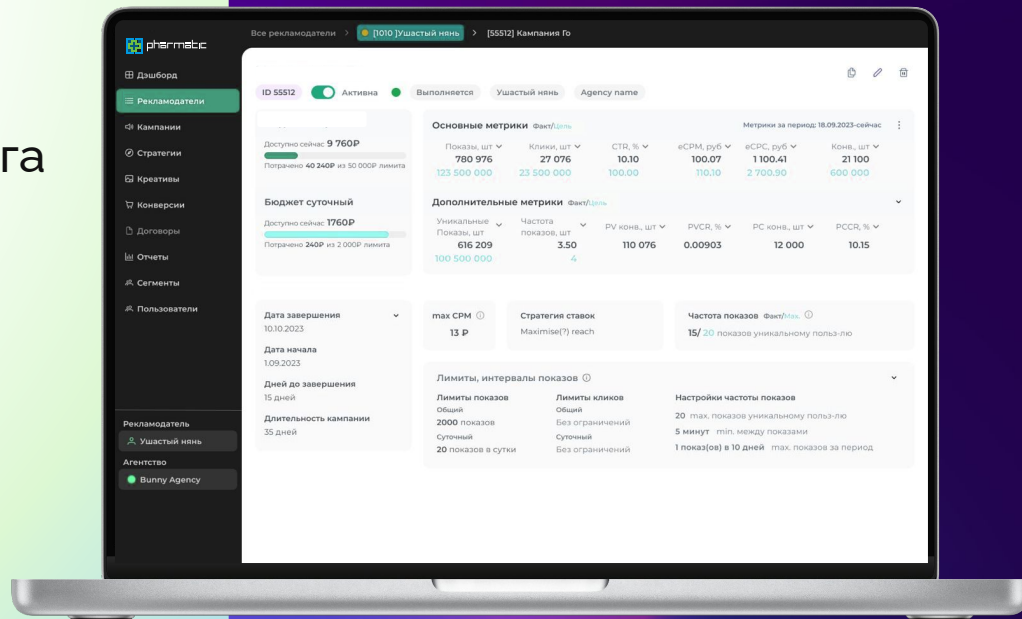 га
pharmatic
Дэшборд
Рекламодатели
Кампании
Стратегии
Креативы
Конверсии
Договоры
Отчеты
Сегменты
Пользователи
Рекламодатель
Ушастый нянь
Агентство
Bunny Agency
Все рекламодатели > [1010 ]Ушастый нянь > [55512] Кампания Го
ID 55512 Активна Выполняется Ушастый нянь Agency name
Доступно сейчас 9 760₽
Потрачено 40 240₽ из 50 000₽ лимита
Бюджет суточный
Доступно сейчас 1760₽
Потрачено 240₽ из 2 000₽ лимита
Основные метрики Факт/Цель Метрики за период: 18.09.2023-сейчас
Показы, шт Клики, шт CTR, % eCPM, руб eCPC, руб Конв., шт
780 976 27 076 10.10 100.07 1 100.41 21 100
123 500 000 23 500 000 100.00 110.10 2 700.90 600 000
Дополнительные метрики Факт/Цель
Уникальные Показы, шт Частота показов, шт PV конв., шт PVCR, % PC конв., шт PCCR, %
616 209 3.50 110 076 0.00903 12 000 10.15
100 500 000 4
Дата завершения
10.10.2023
Дата начала
1.09.2023
Дней до завершения
15 дней
Длительность кампании
35 дней
max CPM
13 ₽
Стратегия ставок
Maximise(?) reach
Частота показов Факт/Max.
15/ 20 показов уникальному польз-лю
Лимиты, интервалы показов
Лимиты показов
Общий
2000 показов
Суточный
20 показов в сутки
Лимиты кликов
Общий
Без ограничений
Суточный
Без ограничений
Настройки частоты показов
20 max. показов уникальному польз-лю
5 минут min. между показами
1 показ(ов) в 10 дней max. показов за период